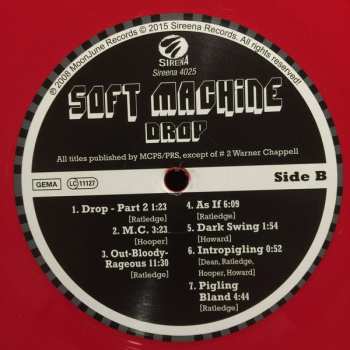 ℗ 2008 MoonJune Records © 2015 Sireena Records. All rights reserved!
SIREENA
Sireena 4025
SOFT MACHINE
DROP
All titles published by MCPS/PRS, except of # 2 Warner Chappell
GEMA
LC 11127
Side B
1. Drop - Part 2 1:23
[Ratledge]
2. M.C. 3:23
[Hooper]
3. Out-Bloody-
Rageous 11:30
[Ratledge]
4. As If 6:09
[Ratledge]
5. Dark Swing 1:54
[Howard]
6. Intropigling 0:52
[Dean, Ratledge,
Hooper, Howard]
7. Pigling
Bland 4:44
[Ratledge]